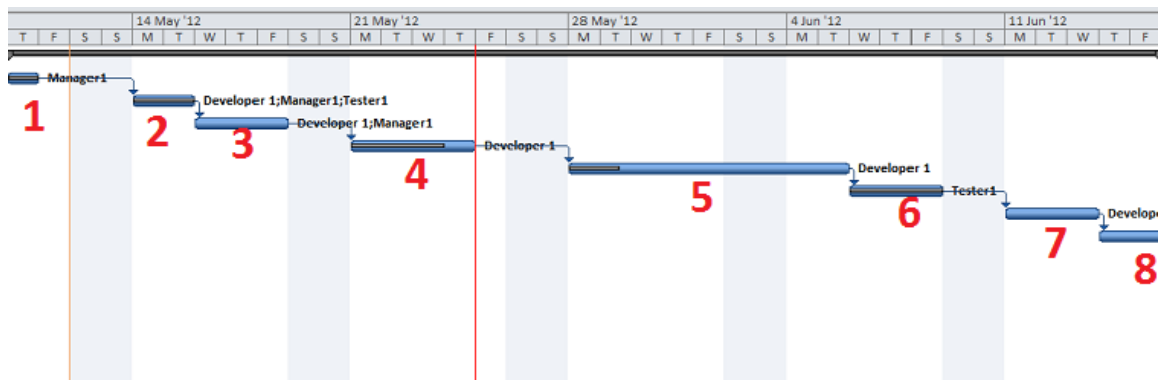 14 May '12 21 May '12 28 May '12 4 Jun '12 11 Jun '12
T F S S M T W T F S S M T W T F S S M T W T F S S M T W T F S S M T W T F
Manager1
1
Developer 1;Manager1;Tester1
2
Developer 1;Manager1
3
Developer 1
4
Developer 1
5
Tester1
6
Develope
7
8